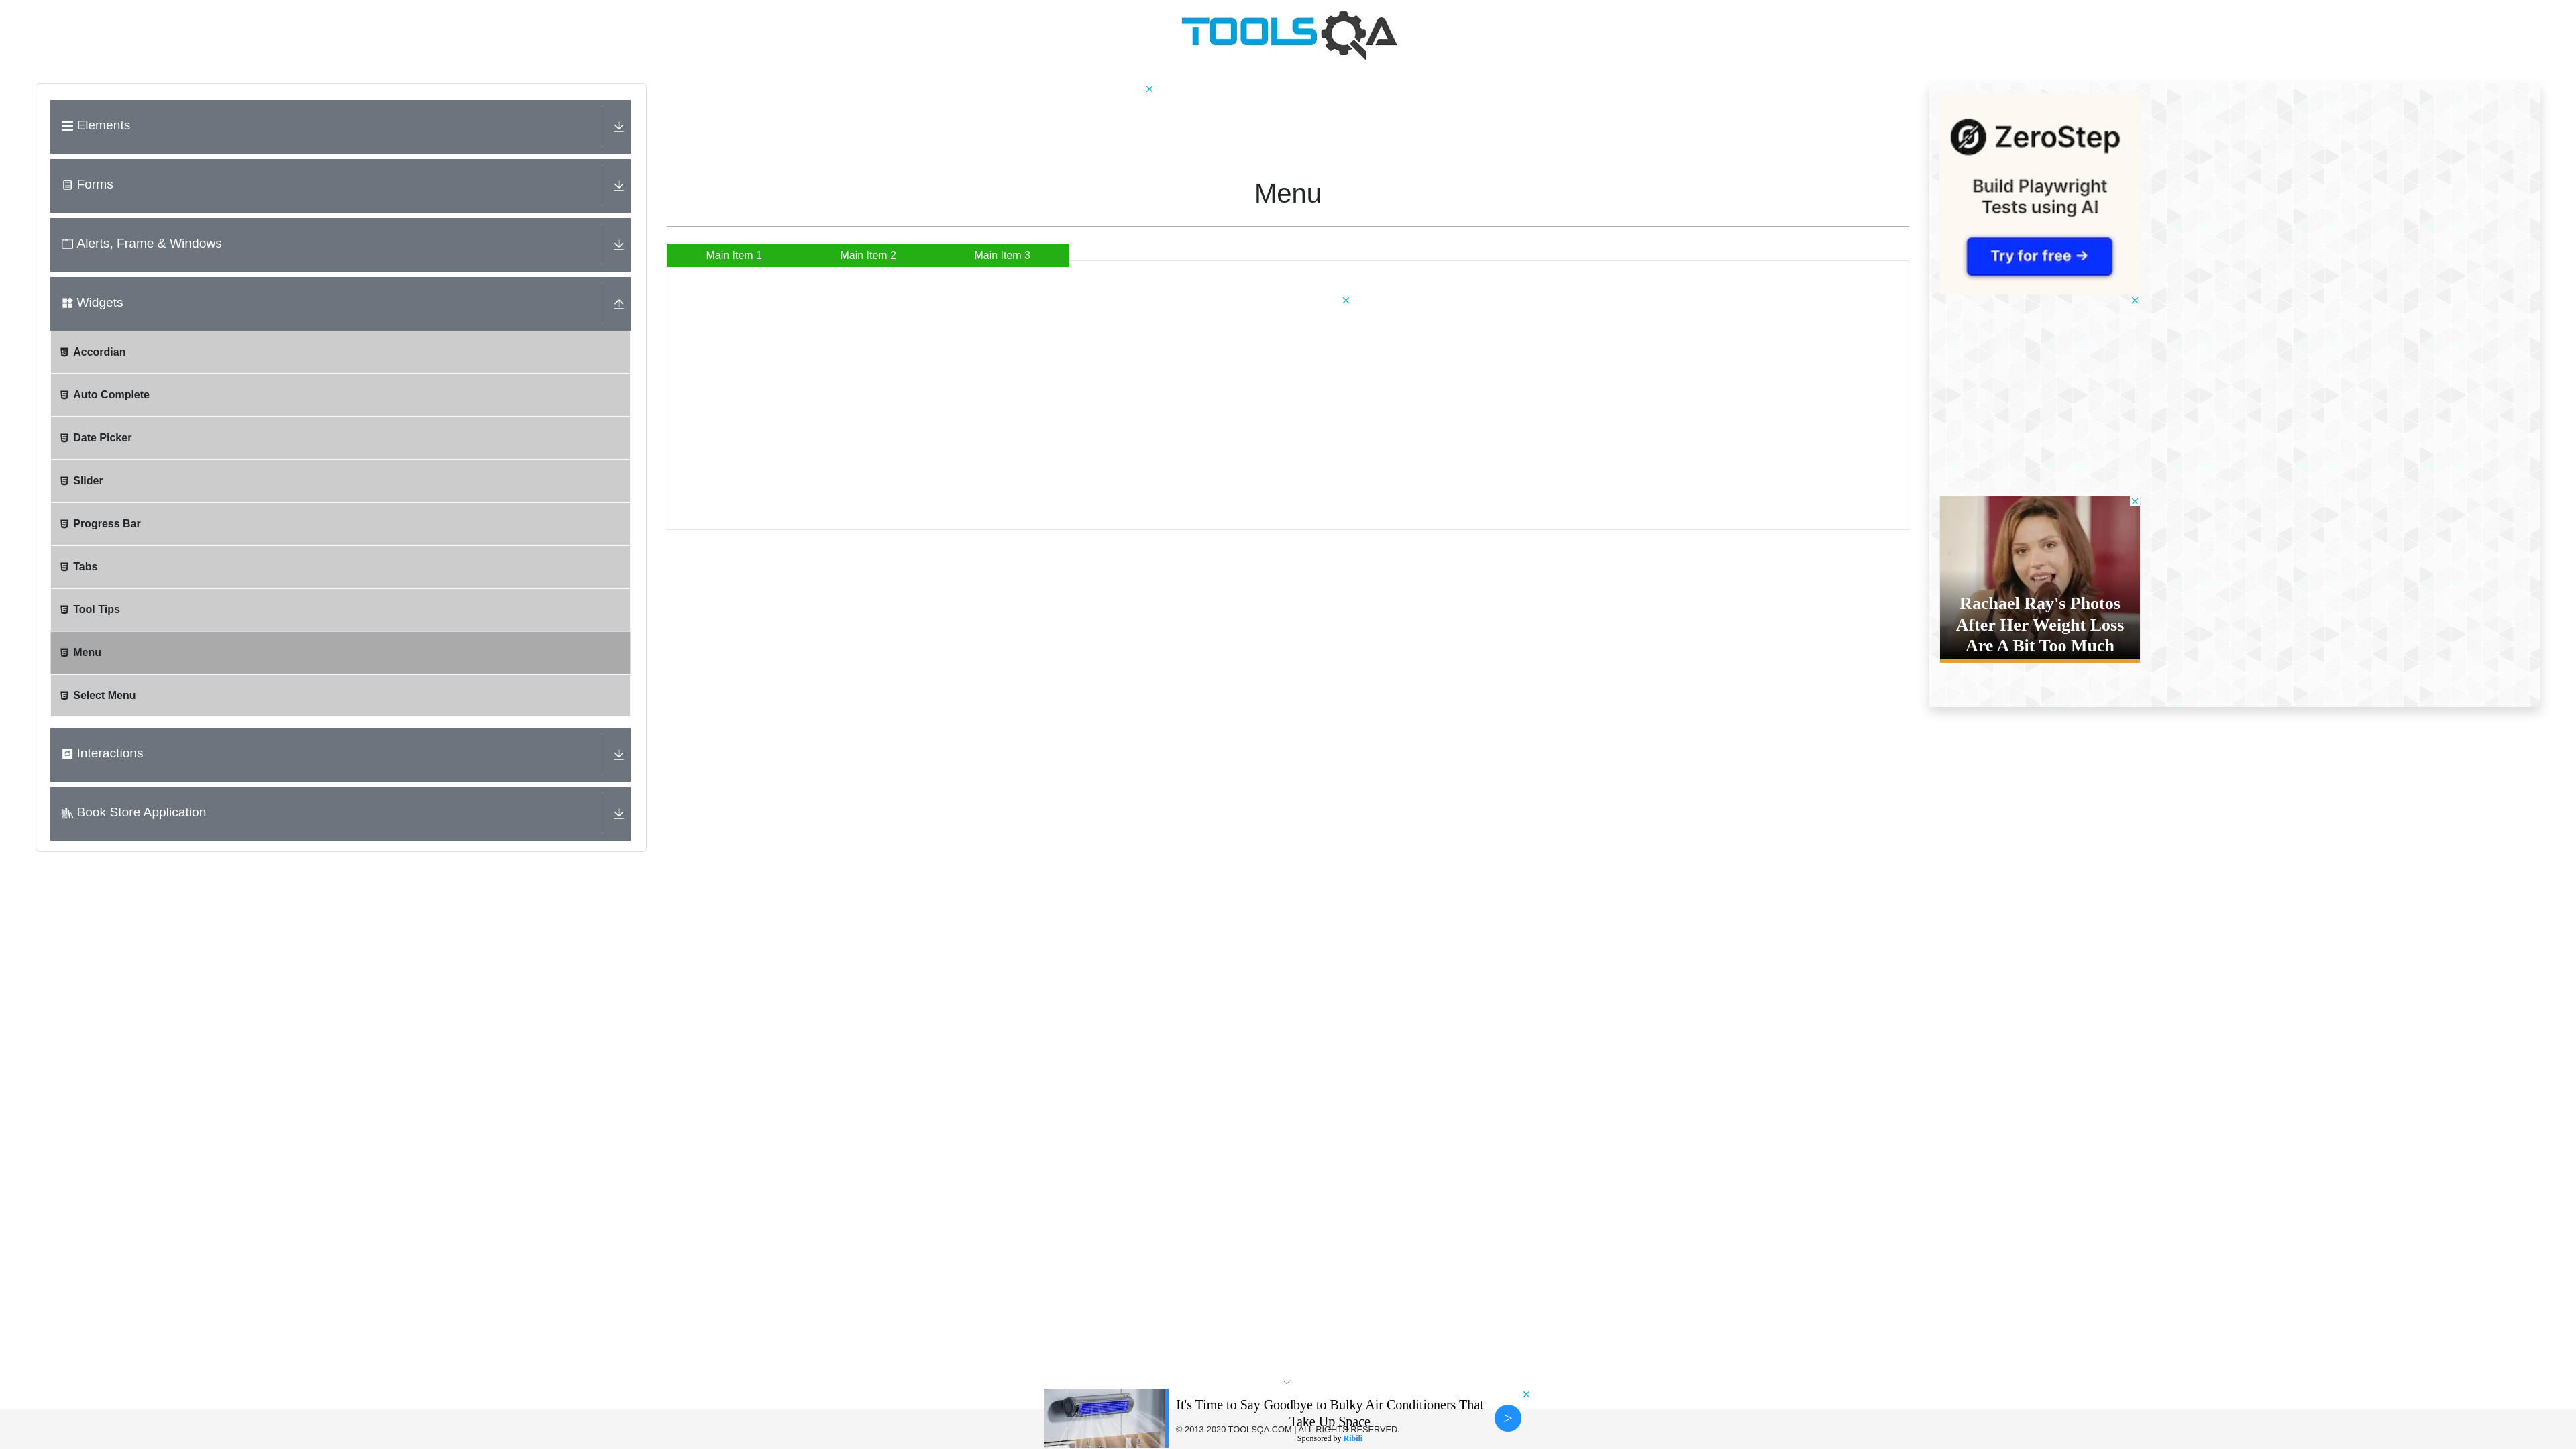 TOOLSQA
Elements
Forms
Alerts, Frame & Windows
Widgets
Accordian
Auto Complete
Date Picker
Slider
Progress Bar
Tabs
Tool Tips
Menu
Select Menu
Interactions
Book Store Application
Menu
Main Item 1
Main Item 2
Main Item 3
ZeroStep
Build Playwright
Tests using AI
Try for free →
Rachael Ray's Photos
After Her Weight Loss
Are A Bit Too Much
It's Time to Say Goodbye to Bulky Air Conditioners That
Take Up Space
© 2013-2020 TOOLSQA.COM | ALL RIGHTS RESERVED.
Sponsored by Ribili